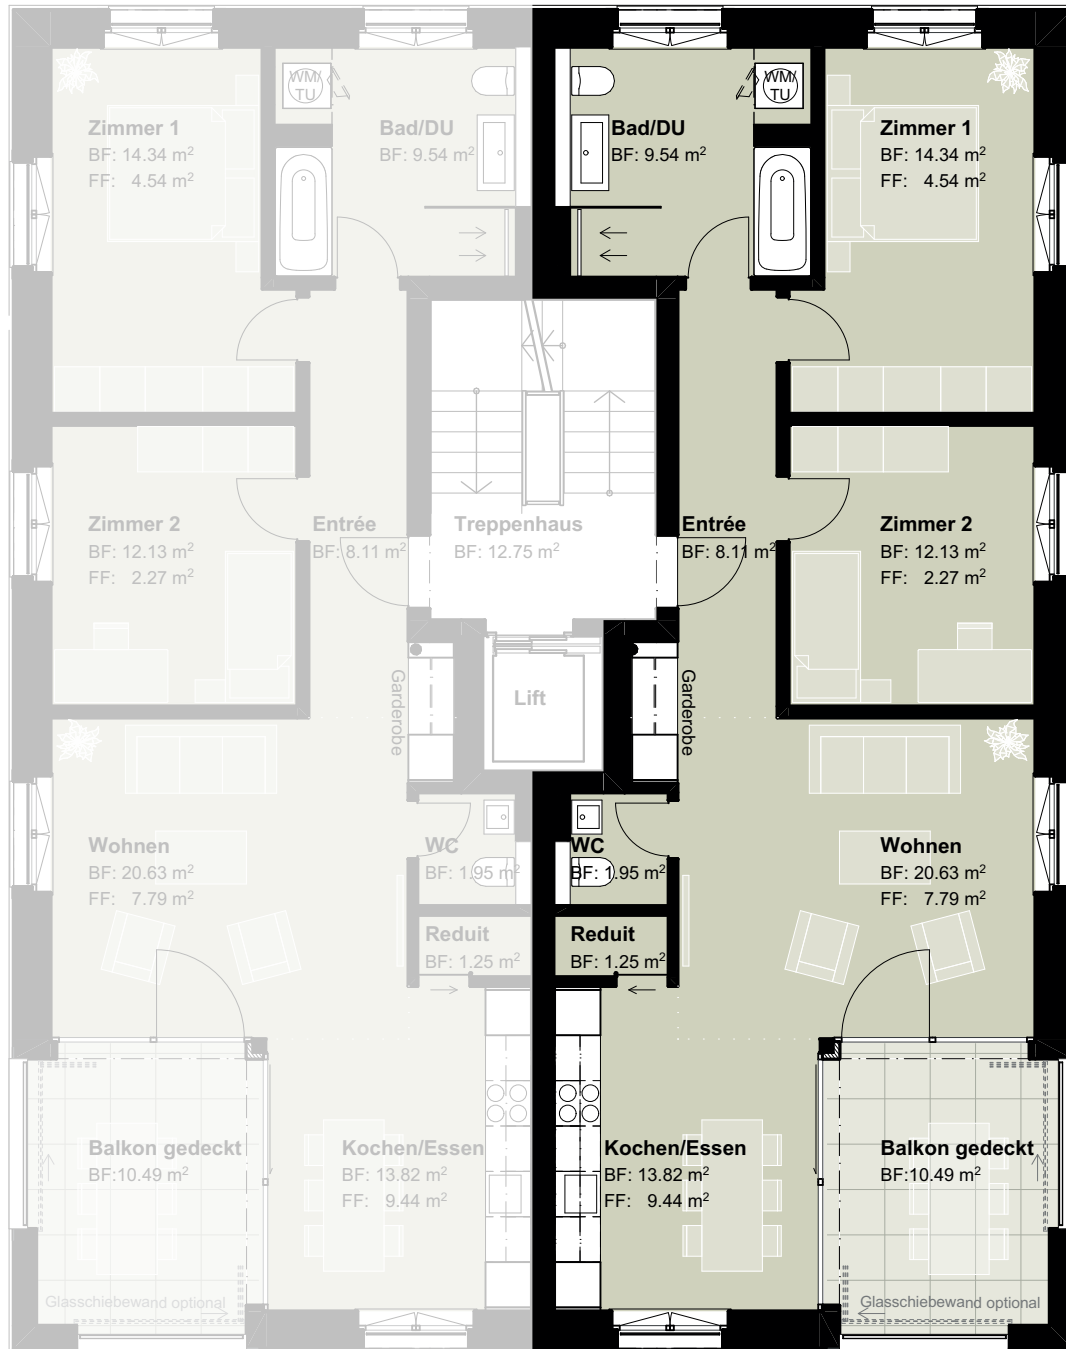 WM/
TU
Zimmer 1
BF: 14.34 m²
FF: 4.54 m²
Bad/DU
BF: 9.54 m²
Bad/DU
BF: 9.54 m²
WM/
TU
Zimmer 1
BF: 14.34 m²
FF: 4.54 m²
Zimmer 2
BF: 12.13 m²
FF: 2.27 m²
Entrée
BF: 8.11 m²
Treppenhaus
BF: 12.75 m²
Entrée
BF: 8.11 m²
Zimmer 2
BF: 12.13 m²
FF: 2.27 m²
Garderobe
Lift
Garderobe
Wohnen
BF: 20.63 m²
FF: 7.79 m²
WC
BF: 1.95 m²
WC
BF: 1.95 m²
Wohnen
BF: 20.63 m²
FF: 7.79 m²
Reduit
BF: 1.25 m²
Reduit
BF: 1.25 m²
Balkon gedeckt
BF:10.49 m²
Kochen/Essen
BF: 13.82 m²
FF: 9.44 m²
Kochen/Essen
BF: 13.82 m²
FF: 9.44 m²
Balkon gedeckt
BF:10.49 m²
Glasschiebewand optional
Glasschiebewand optional